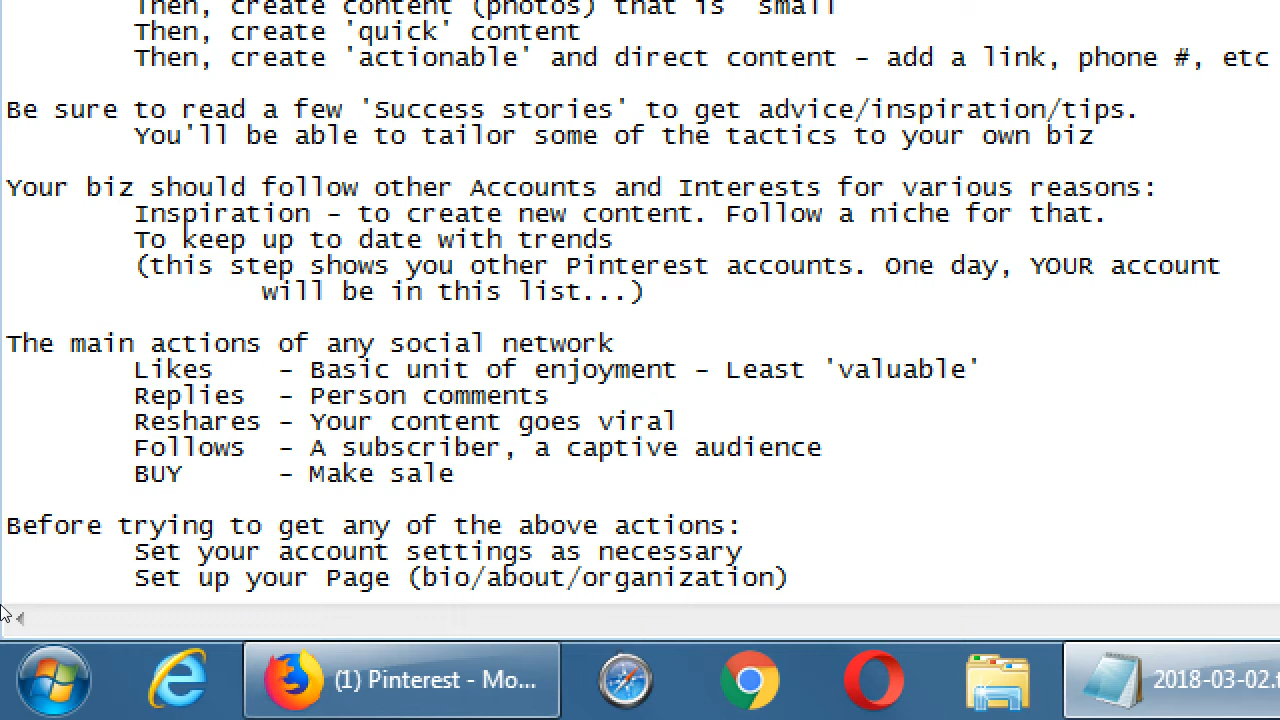 Then, create content (photos) that is 'small'
Then, create 'quick' content
Then, create 'actionable' and direct content - add a link, phone #, etc
Be sure to read a few 'Success stories' to get advice/inspiration/tips.
You'll be able to tailor some of the tactics to your own biz
Your biz should follow other Accounts and Interests for various reasons:
Inspiration - to create new content. Follow a niche for that.
To keep up to date with trends
(this step shows you other Pinterest accounts. One day, YOUR account
will be in this list...)
The main actions of any social network
Likes - Basic unit of enjoyment - Least 'valuable'
Replies - Person comments
Reshares - Your content goes viral
Follows - A subscriber, a captive audience
BUY - Make sale
Before trying to get any of the above actions:
Set your account settings as necessary
Set up your Page (bio/about/organization)
(1) Pinterest - Mo... 2018-03-02.